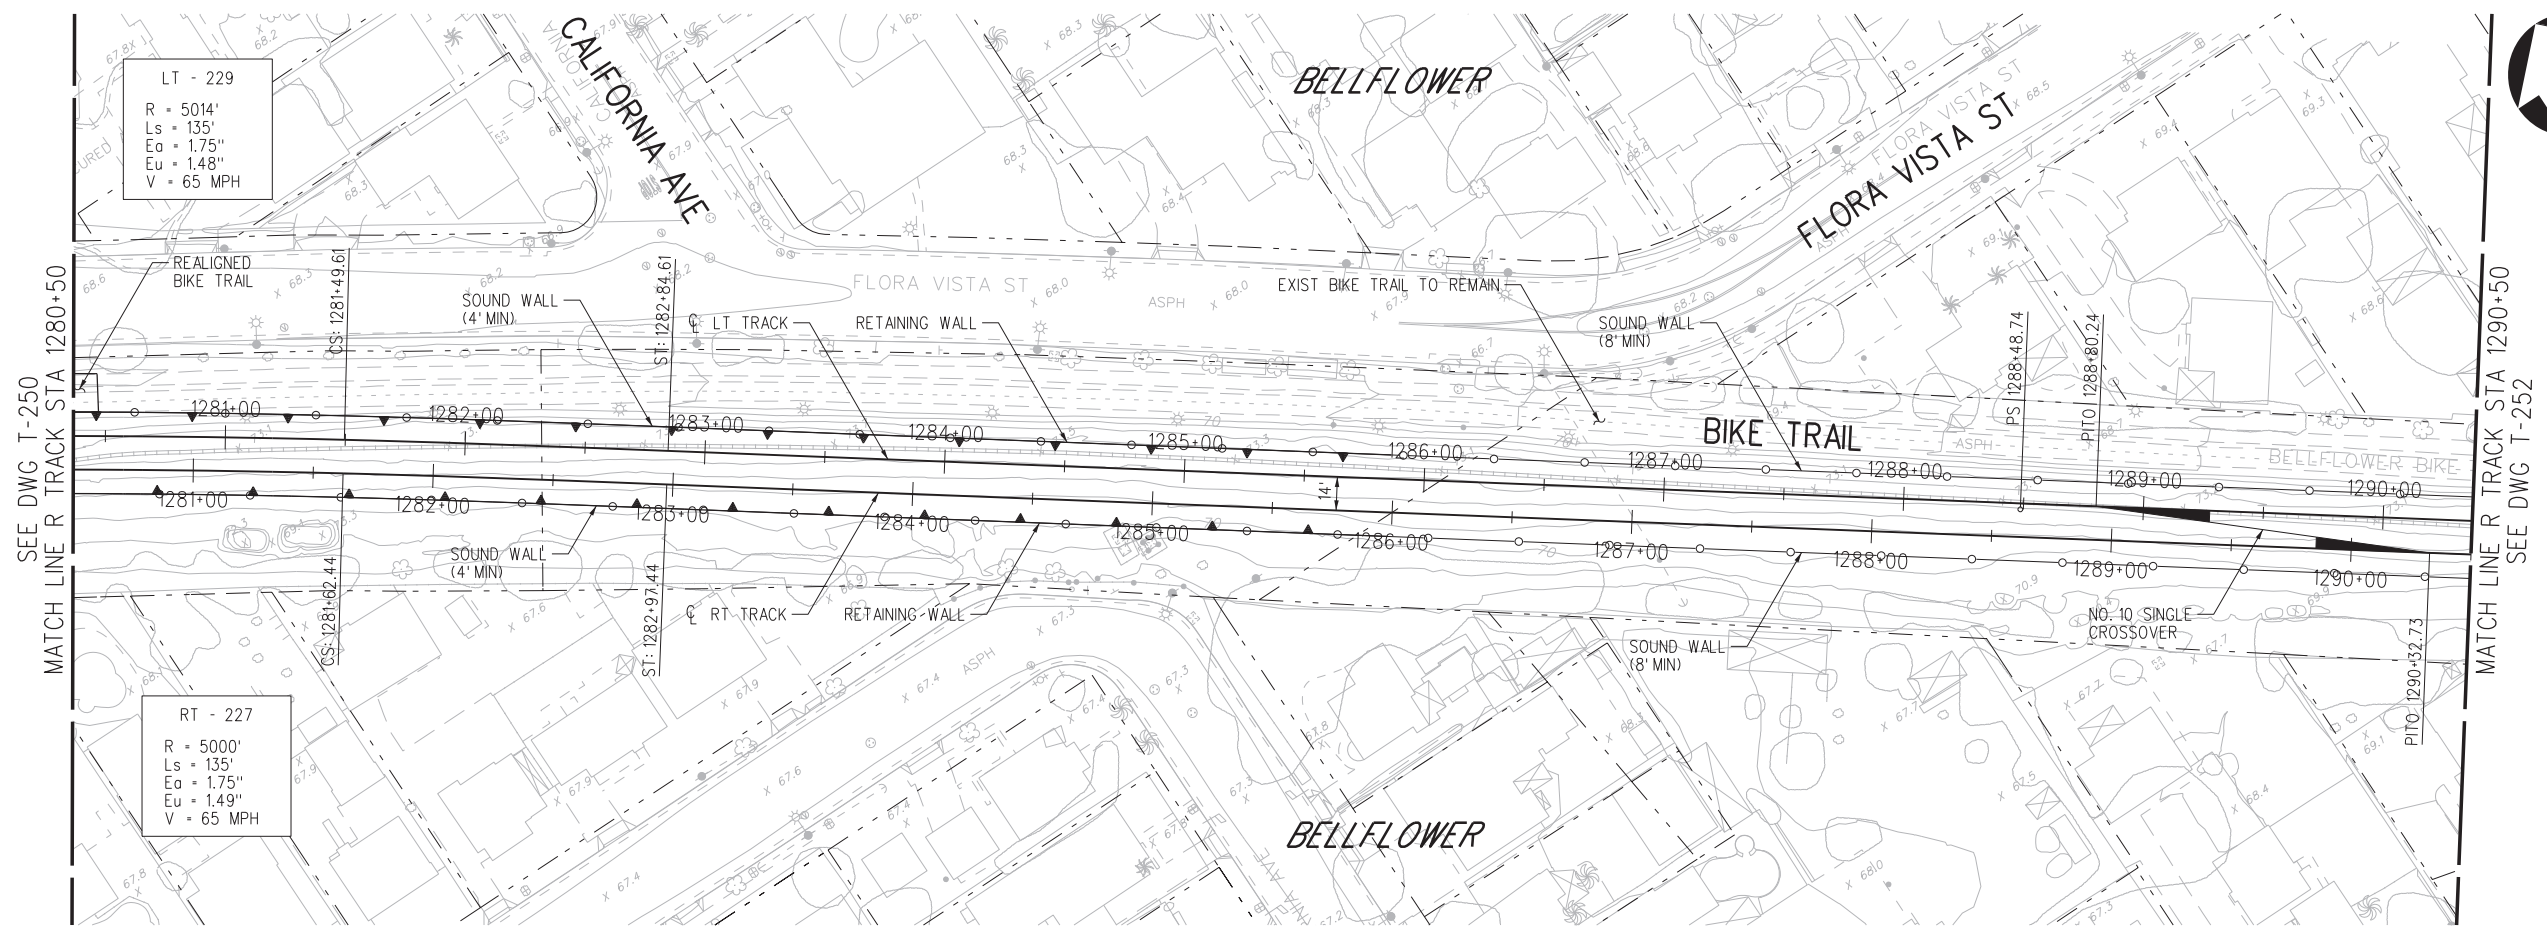 LT - 229
R = 5014'
Ls = 135'
Ea = 1.75"
Eu = 1.48"
V = 65 MPH
CALIFORNIA AVE
BELLFLOWER
FLORA VISTA ST
FLORA VISTA ST
SEE DWG T-250
MATCH LINE R TRACK STA 1280+50
REALIGNED
BIKE TRAIL
CS: 1281+49.61
SOUND WALL
(4' MIN)
ST: 1282+84.61
FLORA VISTA ST
ASPH
℄ LT TRACK
RETAINING WALL
EXIST BIKE TRAIL TO REMAIN
SOUND WALL
(8' MIN)
PS 1288+48.74
PITO 1288+80.24
MATCH LINE R TRACK STA 1290+50
SEE DWG T-252
1281+00
1282+00
1283+00
1284+00
1285+00
1286+00
1287+00
1288+00
1289+00
1290+00
BIKE TRAIL
ASPH
BELLFLOWER BIKE
14'
1281+00
1282+00
1283+00
1284+00
1285+00
1286+00
1287+00
1288+00
1289+00
1290+00
CS: 1281+62.44
SOUND WALL
(4' MIN)
ST: 1282+97.44
℄ RT TRACK
RETAINING WALL
SOUND WALL
(8' MIN)
NO. 10 SINGLE
CROSSOVER
PITO 1290+32.73
ASPH
RT - 227
R = 5000'
Ls = 135'
Ea = 1.75"
Eu = 1.49"
V = 65 MPH
BELLFLOWER